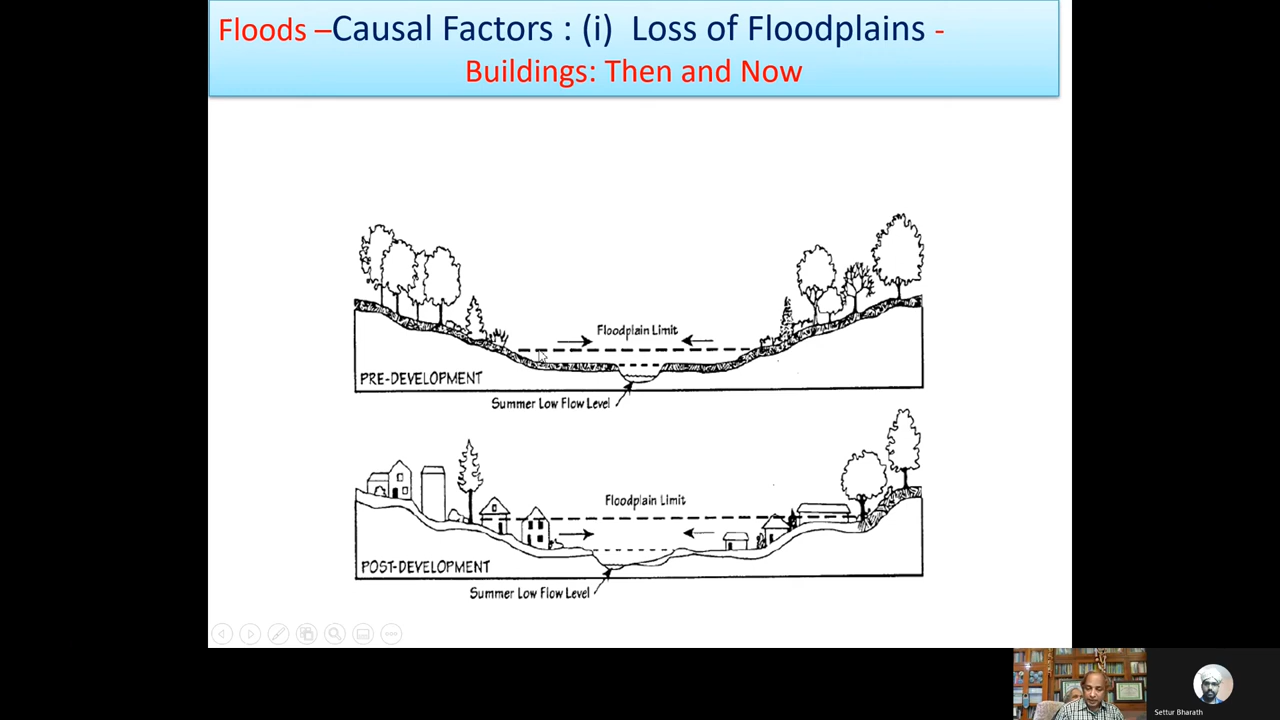 Floods –Causal Factors : (i) Loss of Floodplains -
Buildings: Then and Now
Floodplain Limit
PRE-DEVELOPMENT
Summer Low Flow Level
Floodplain Limit
POST-DEVELOPMENT
Summer Low Flow Level
Settur Bharath